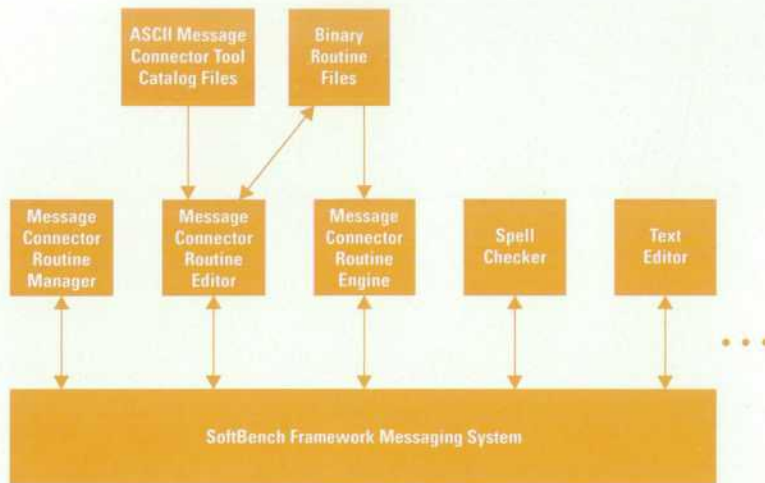 ASCII Message
Connector Tool
Catalog Files
Binary
Routine
Files
Message
Connector
Routine
Manager
Message
Connector
Routine
Editor
Message
Connector
Routine
Engine
Spell
Checker
Text
Editor
SoftBench Framework Messaging System